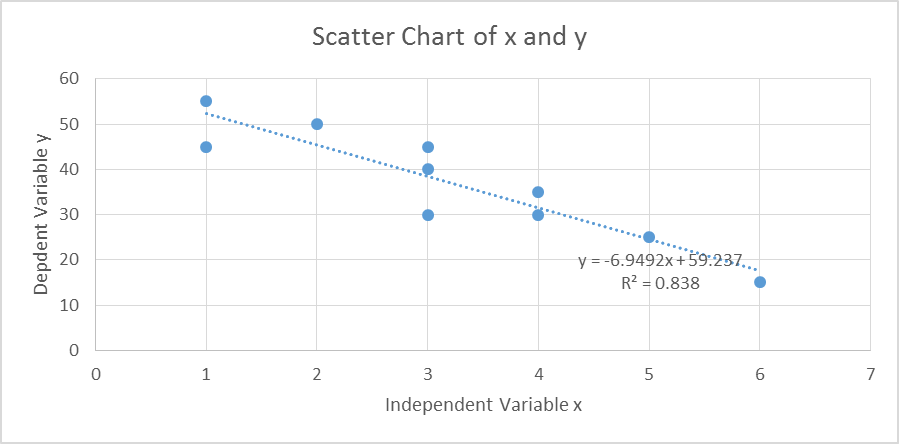 Scatter Chart of x and y
60
50
40
30
20
10
0
Depdent Variable y
y = -6.9492x + 59.237
R² = 0.838
0 1 2 3 4 5 6 7
Independent Variable x